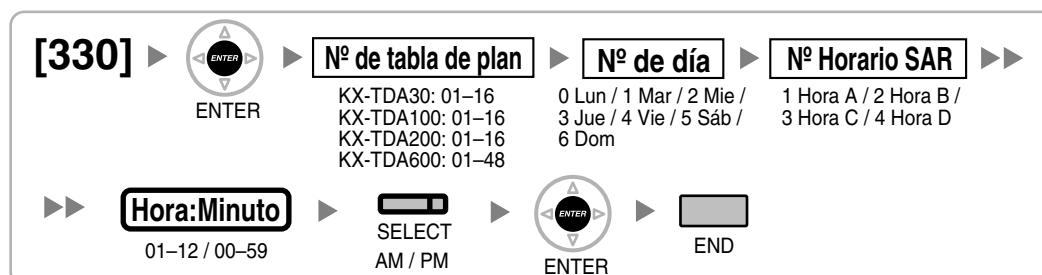 [330]
ENTER
ENTER
Nº de tabla de plan
KX-TDA30: 01–16
KX-TDA100: 01–16
KX-TDA200: 01–16
KX-TDA600: 01–48
Nº de día
0 Lun / 1 Mar / 2 Mie /
3 Jue / 4 Vie / 5 Sáb /
6 Dom
Nº Horario SAR
1 Hora A / 2 Hora B /
3 Hora C / 4 Hora D
Hora:Minuto
01–12 / 00–59
SELECT
AM / PM
ENTER
ENTER
END